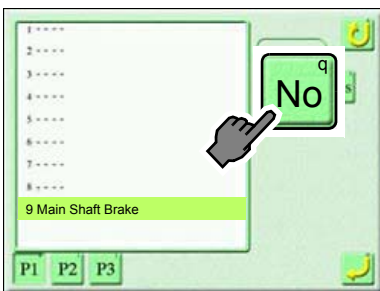 1 ----
2 ----
3 ----
4 ----
5 ----
6 ----
7 ----
8 ----
9 Main Shaft Brake
q
No
s
P1 P2 P3